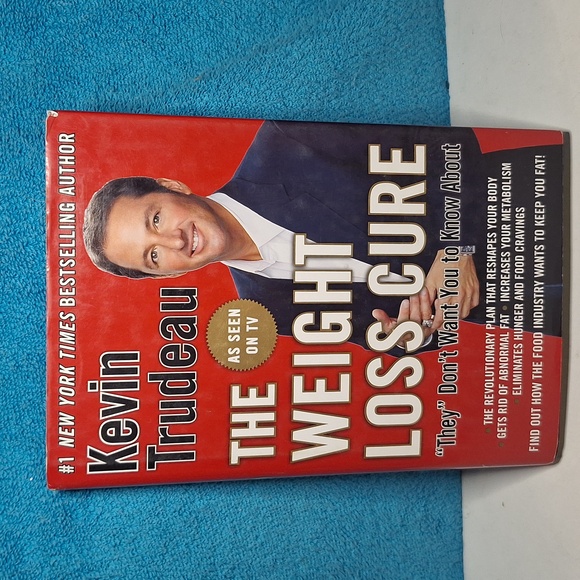 #1 NEW YORK TIMES BESTSELLING AUTHOR
Kevin
Trudeau
AS SEEN
ON TV
THE
WEIGHT
LOSS CURE
"They" Don't Want You to Know About
• THE REVOLUTIONARY PLAN THAT RESHAPES YOUR BODY
• GETS RID OF ABNORMAL FAT • INCREASES YOUR METABOLISM
• ELIMINATES HUNGER AND FOOD CRAVINGS
FIND OUT HOW THE FOOD INDUSTRY WANTS TO KEEP YOU FAT!